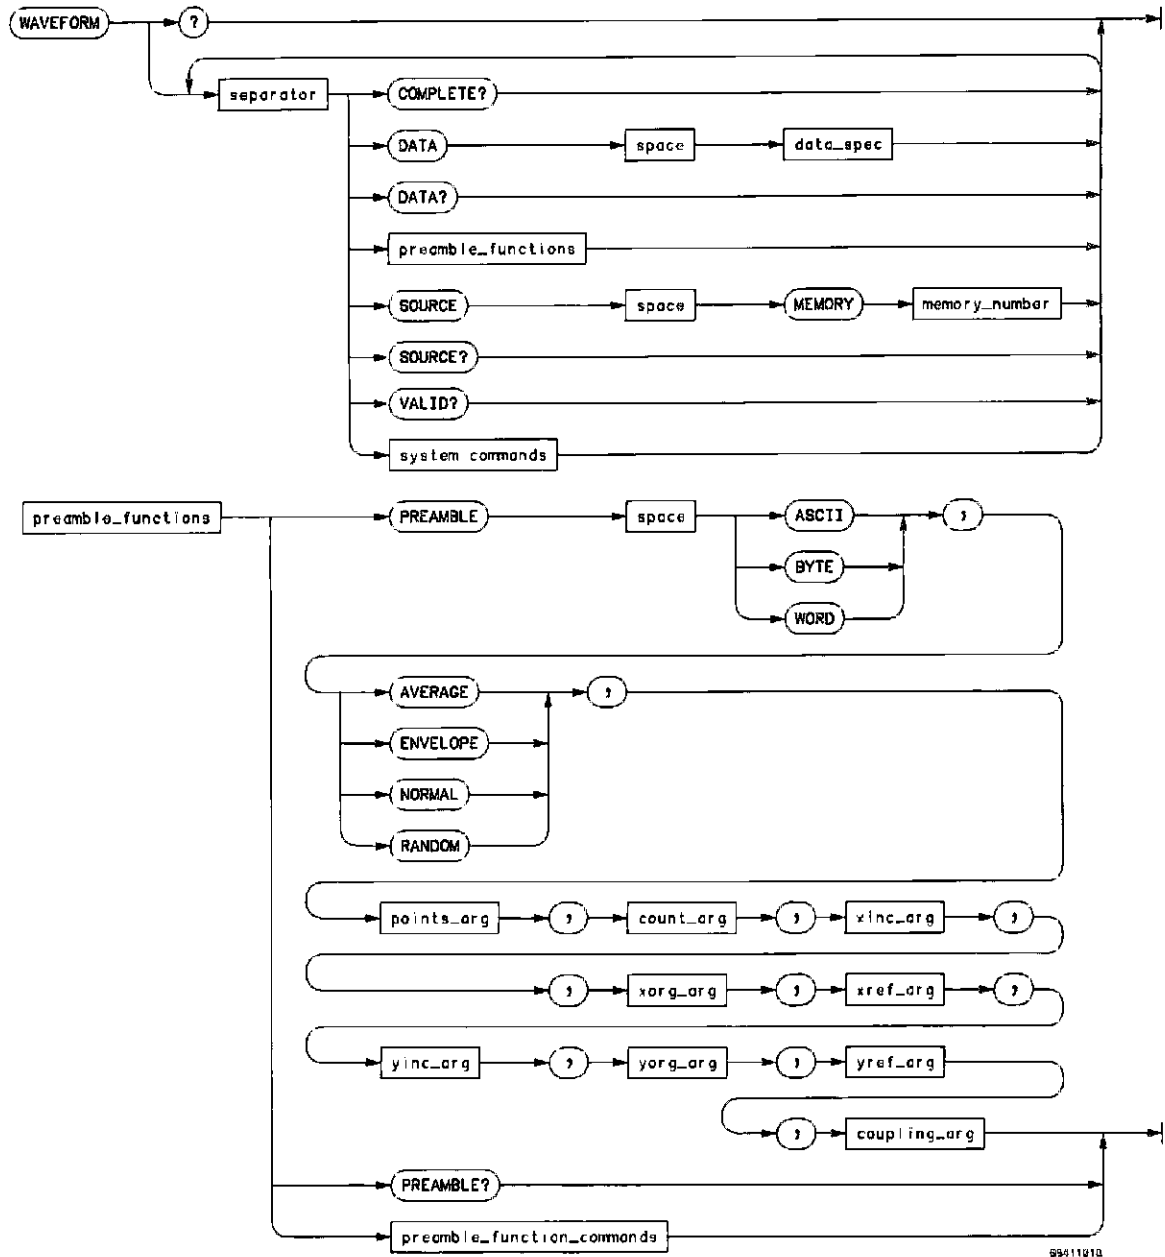 WAVEFORM ?
separator COMPLETE?
DATA space data_spec
DATA?
preamble_functions
SOURCE space MEMORY memory_number
SOURCE?
VALID?
system commands
preamble_functions PREAMBLE space ASCII ,
BYTE
WORD
AVERAGE ,
ENVELOPE
NORMAL
RANDOM
points_arg , count_arg , xinc_arg ,
, xorg_arg , xref_arg ,
yinc_arg , yorg_arg , yref_arg
, coupling_arg
PREAMBLE?
preamble_function_commands